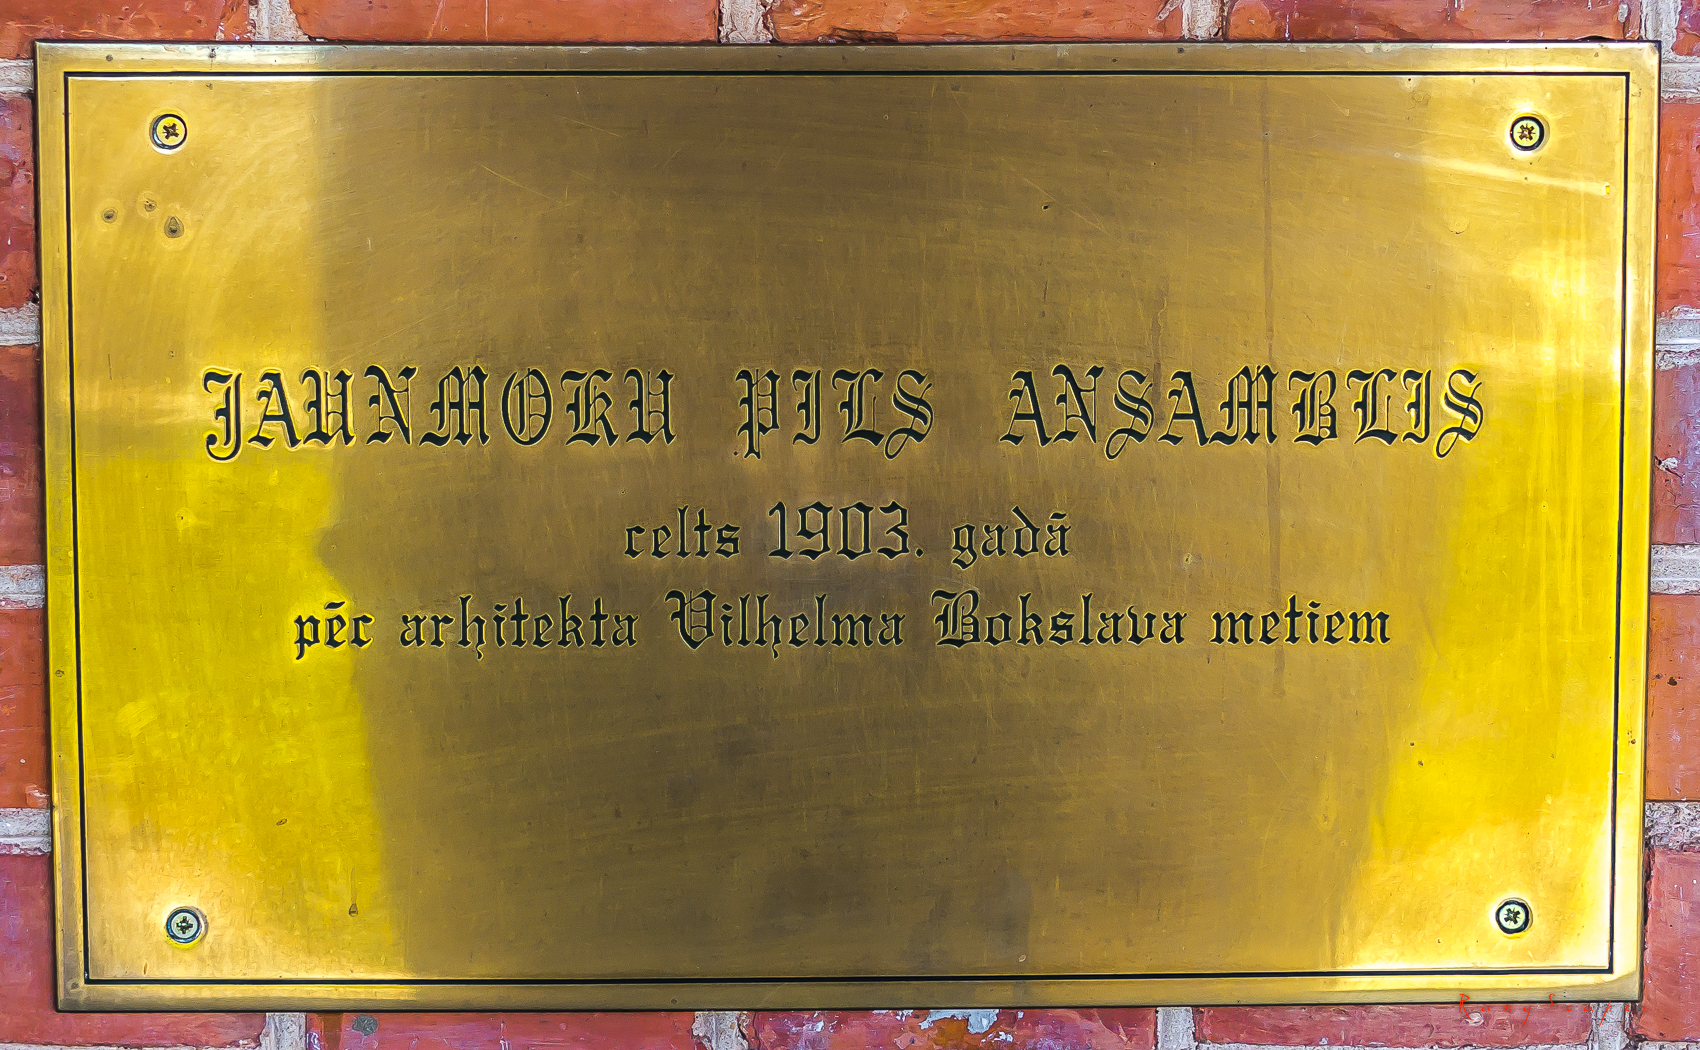 JAUNMOKU PILS ANSAMBLIS
celts 1903. gadā
pēc arhitekta Vilhelma Bokslava metiem